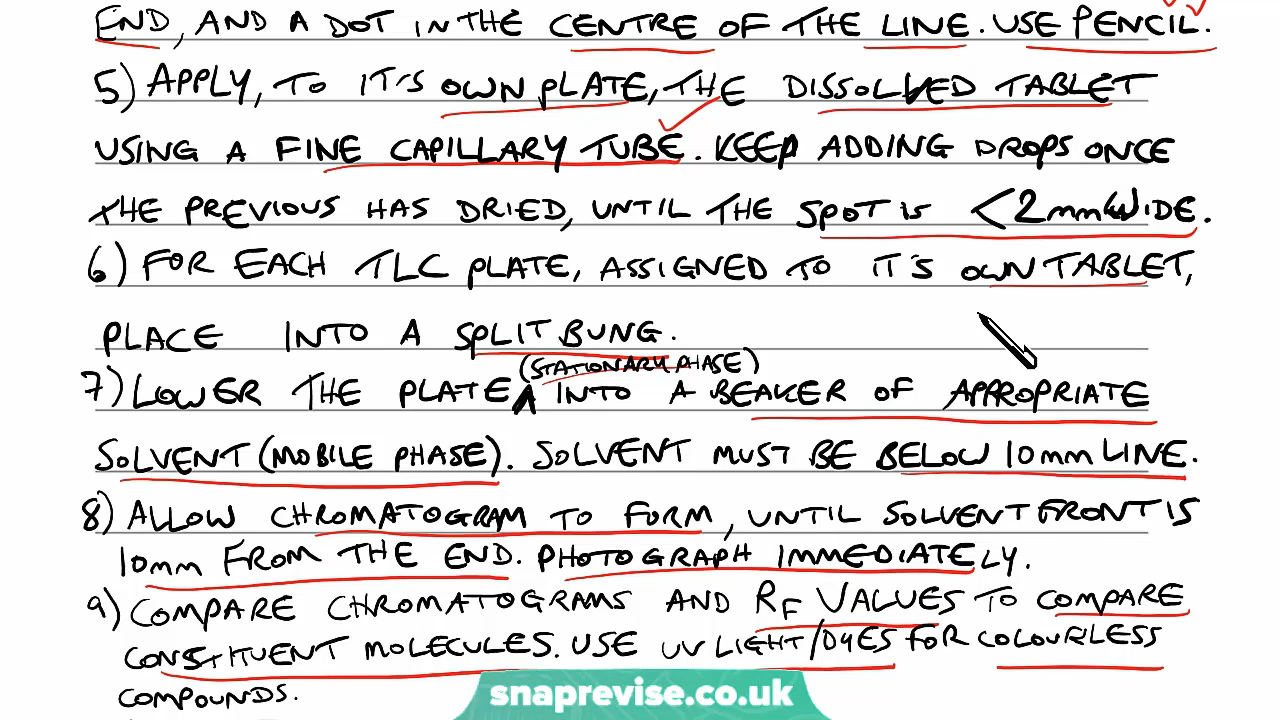 END, AND A DOT IN THE CENTRE OF THE LINE. USE PENCIL.
5) APPLY, TO IT'S OWN PLATE, THE DISSOLVED TABLET
USING A FINE CAPILLARY TUBE. KEEP ADDING DROPS ONCE
THE PREVIOUS HAS DRIED, UNTIL THE SPOT IS <2mm WIDE.
6) FOR EACH TLC PLATE, ASSIGNED TO IT'S OWN TABLET,
PLACE INTO A SPLIT BUNG.
(STATIONARY PHASE)
7) LOWER THE PLATE ^ INTO A BEAKER OF APPROPRIATE
SOLVENT (MOBILE PHASE). SOLVENT MUST BE BELOW 10mm LINE.
8) ALLOW CHROMATOGRAM TO FORM, UNTIL SOLVENT FRONT IS
10mm FROM THE END. PHOTOGRAPH IMMEDIATELY.
9) COMPARE CHROMATOGRAMS AND RF VALUES TO COMPARE
CONSTITUENT MOLECULES. USE UV LIGHT/DYES FOR COLOURLESS
COMPOUNDS.
snaprevise.co.uk